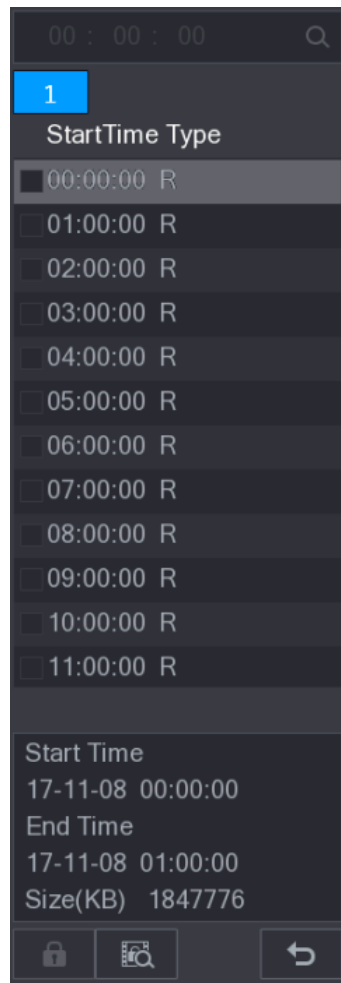 00 : 00 : 00
1
StartTime Type
00:00:00 R
01:00:00 R
02:00:00 R
03:00:00 R
04:00:00 R
05:00:00 R
06:00:00 R
07:00:00 R
08:00:00 R
09:00:00 R
10:00:00 R
11:00:00 R
Start Time
17-11-08 00:00:00
End Time
17-11-08 01:00:00
Size(KB) 1847776